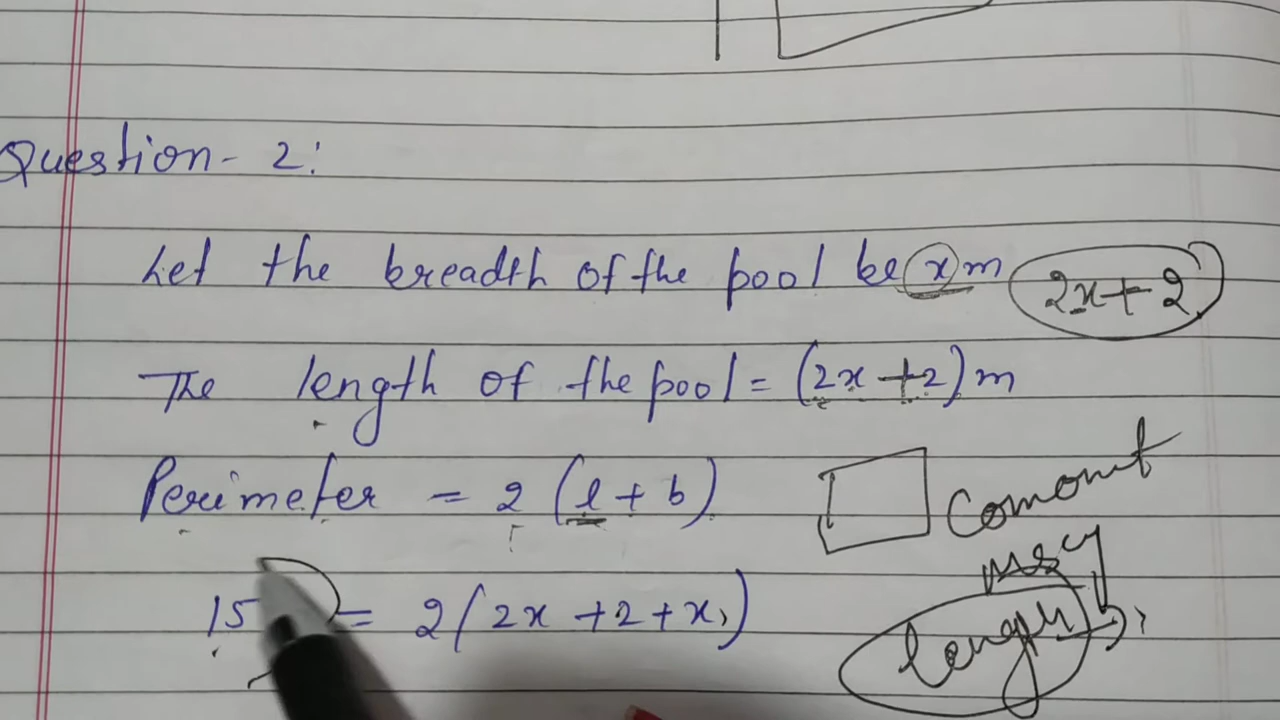 Question - 2:
Let the breadth of the pool be x m
2x + 2
The length of the pool = (2x + 2) m
Perimeter = 2 (l + b)
15 = 2 (2x + 2 + x)
length